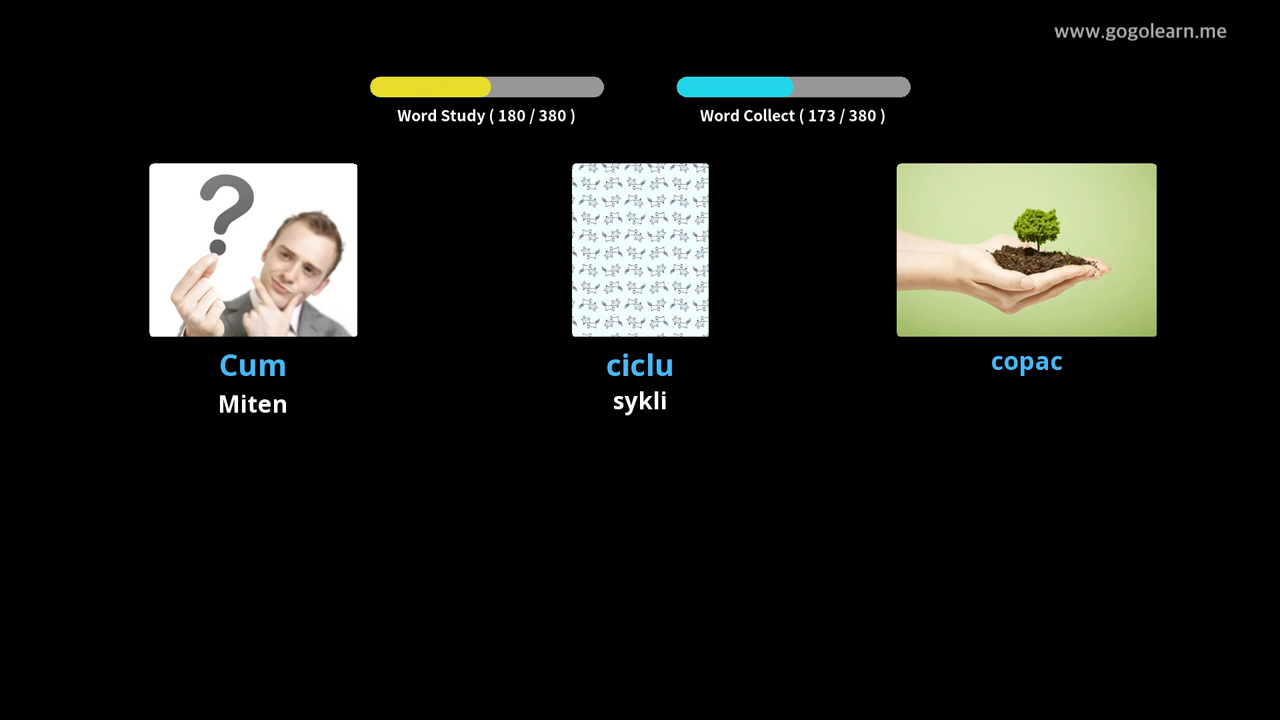 www.gogolearn.me
Word Study ( 180 / 380 )
Word Collect ( 173 / 380 )
Cum
Miten
ciclu
sykli
copac